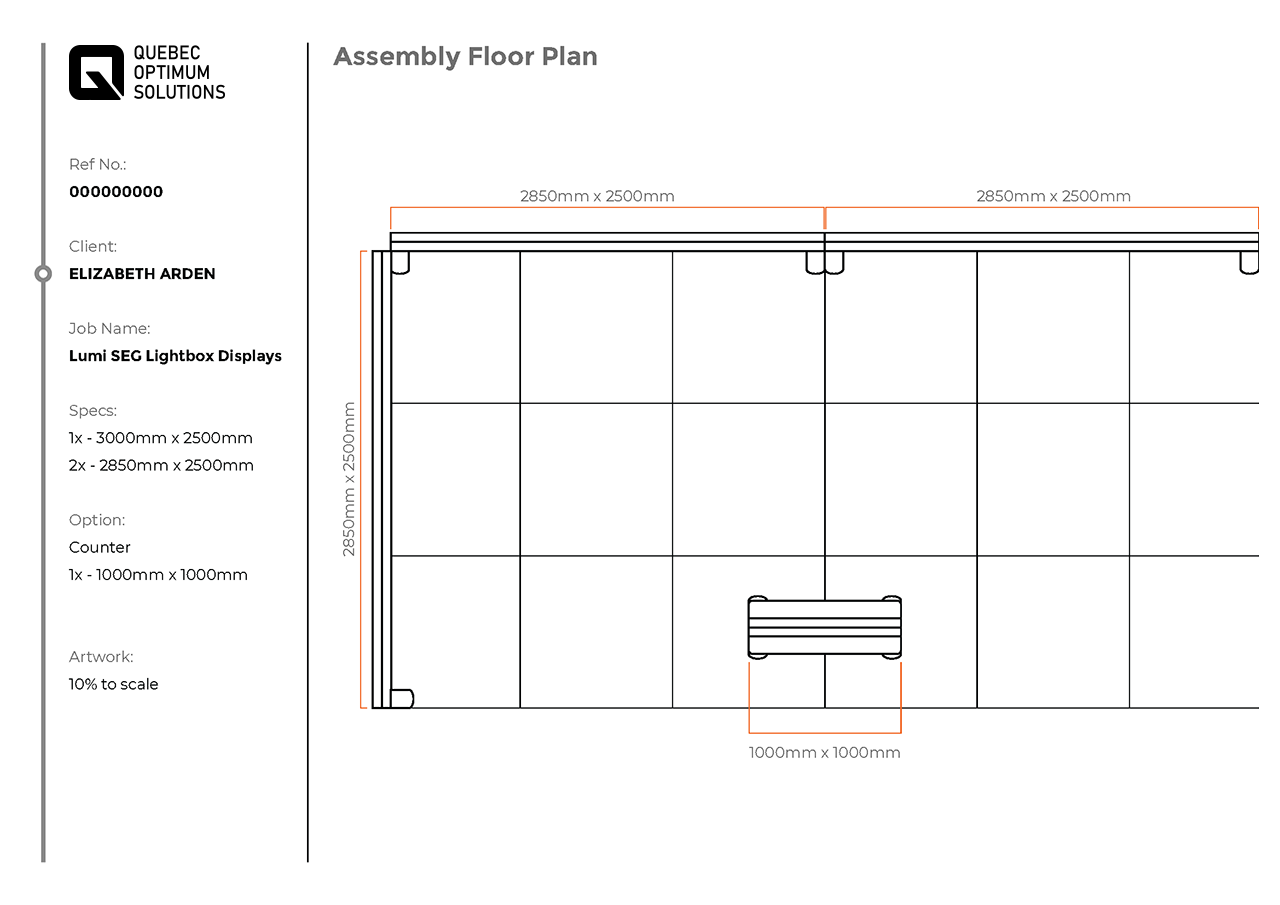 QUEBEC
OPTIMUM
SOLUTIONS
Ref No.:
000000000
Client:
ELIZABETH ARDEN
Job Name:
Lumi SEG Lightbox Displays
Specs:
1x - 3000mm x 2500mm
2x - 2850mm x 2500mm
Option:
Counter
1x - 1000mm x 1000mm
Artwork:
10% to scale
Assembly Floor Plan
2850mm x 2500mm
2850mm x 2500mm
2850mm x 2500mm
1000mm x 1000mm